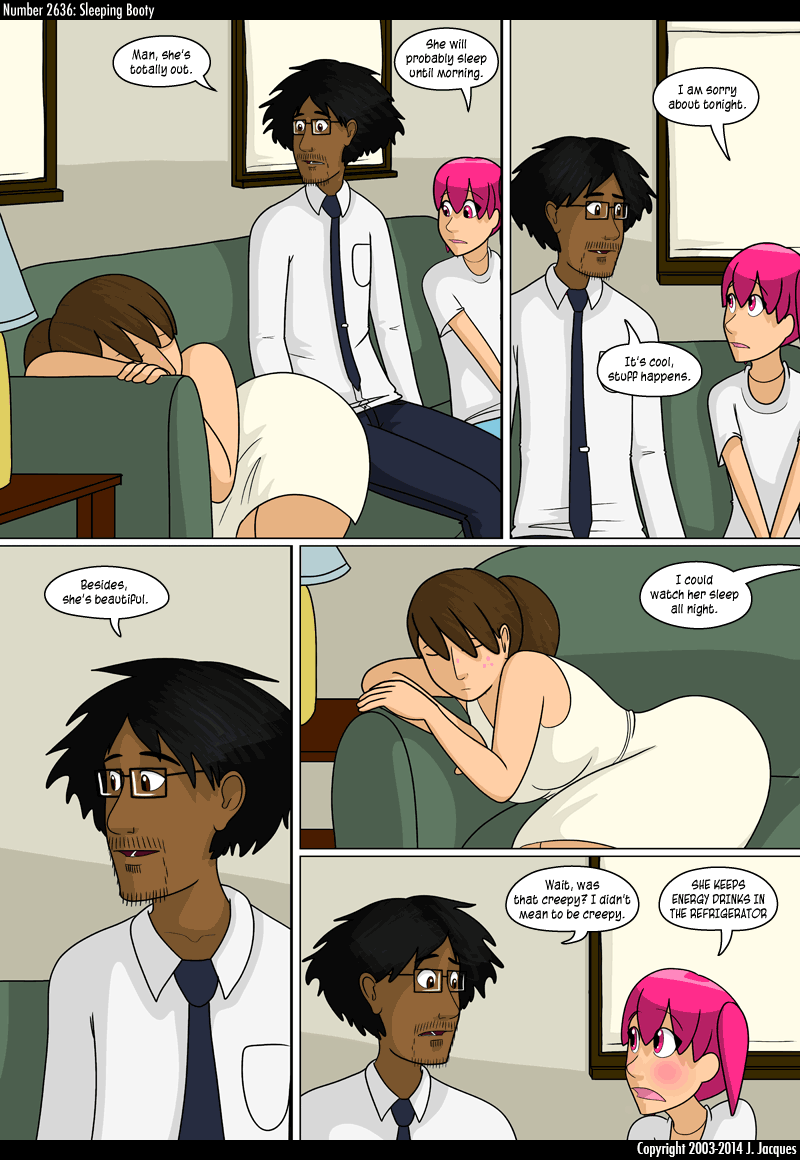 Number 2636: Sleeping Booty
Man, she's
totally out.
She will
probably sleep
until morning.
I am sorry
about tonight.
It's cool,
stuff happens.
Besides,
she's beautiful.
I could
watch her sleep
all night.
Wait, was
that creepy? I didn't
mean to be creepy.
SHE KEEPS
ENERGY DRINKS IN
THE REFRIGERATOR
Copyright 2003-2014 J. Jacques